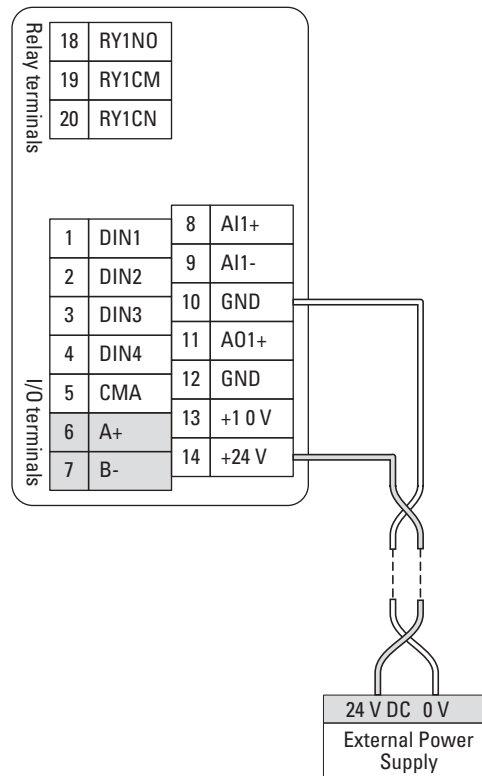 Relay terminals
18 RY1NO
19 RY1CM
20 RY1CN
I/O terminals
1 DIN1
2 DIN2
3 DIN3
4 DIN4
5 CMA
6 A+
7 B-
8 AI1+
9 AI1-
10 GND
11 AO1+
12 GND
13 +1 0 V
14 +24 V
24 V DC 0 V
External Power
Supply